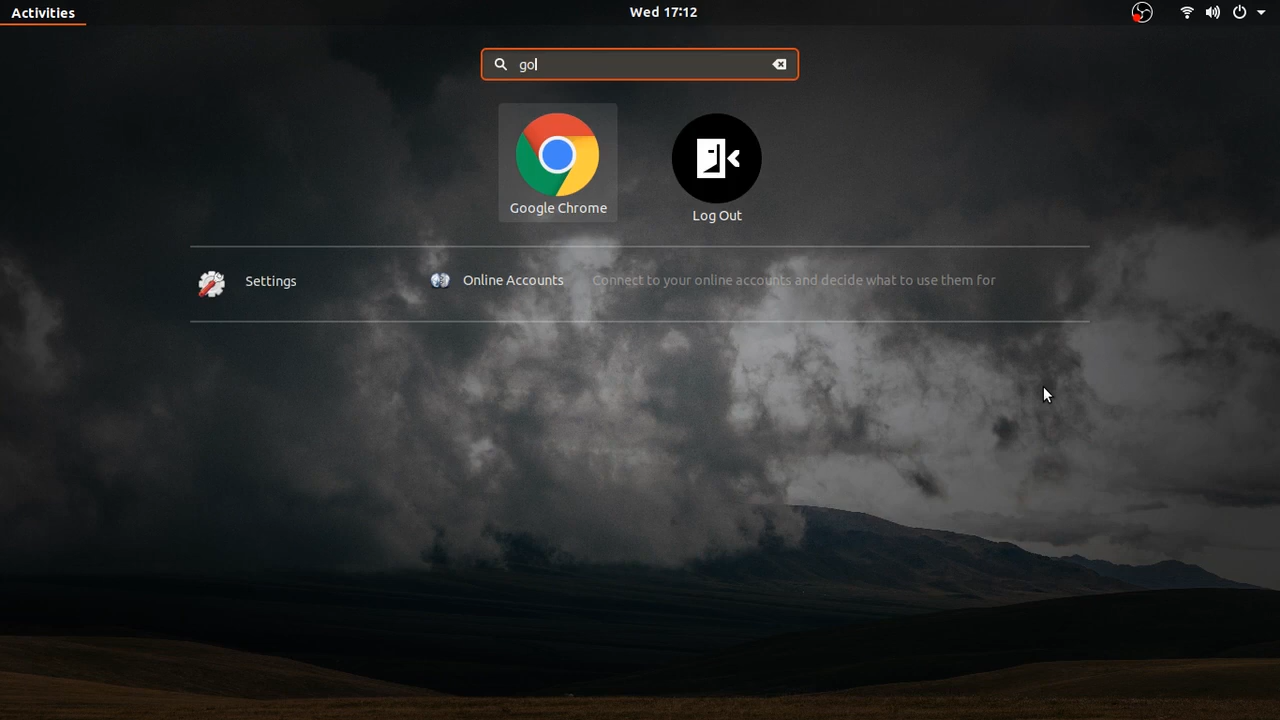 Activities
Wed 17:12
go
Google Chrome
Log Out
Settings
Online Accounts
Connect to your online accounts and decide what to use them for